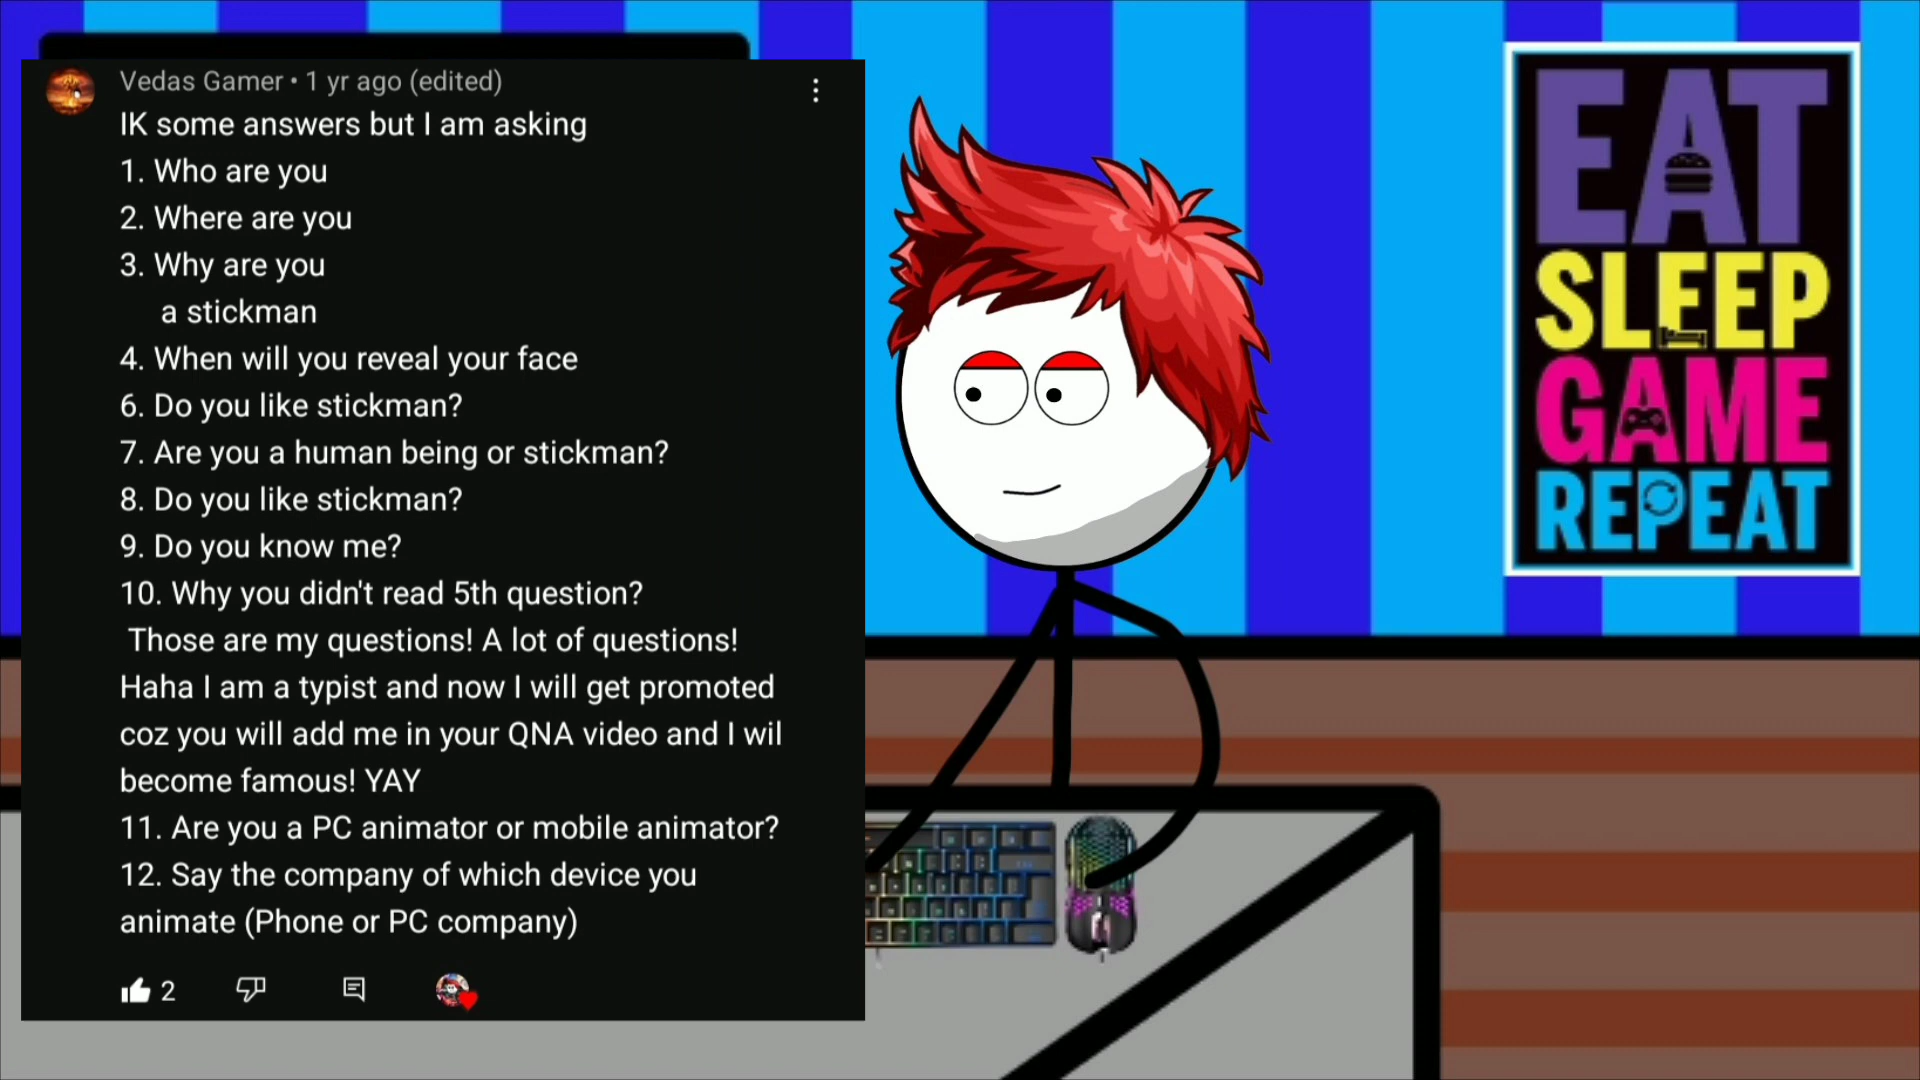 Vedas Gamer • 1 yr ago (edited)
IK some answers but I am asking
1. Who are you
2. Where are you
3. Why are you
a stickman
4. When will you reveal your face
6. Do you like stickman?
7. Are you a human being or stickman?
8. Do you like stickman?
9. Do you know me?
10. Why you didn't read 5th question?
Those are my questions! A lot of questions!
Haha I am a typist and now I will get promoted
coz you will add me in your QNA video and I wil
become famous! YAY
11. Are you a PC animator or mobile animator?
12. Say the company of which device you
animate (Phone or PC company)
2
EAT
SLEEP
GAME
REPEAT